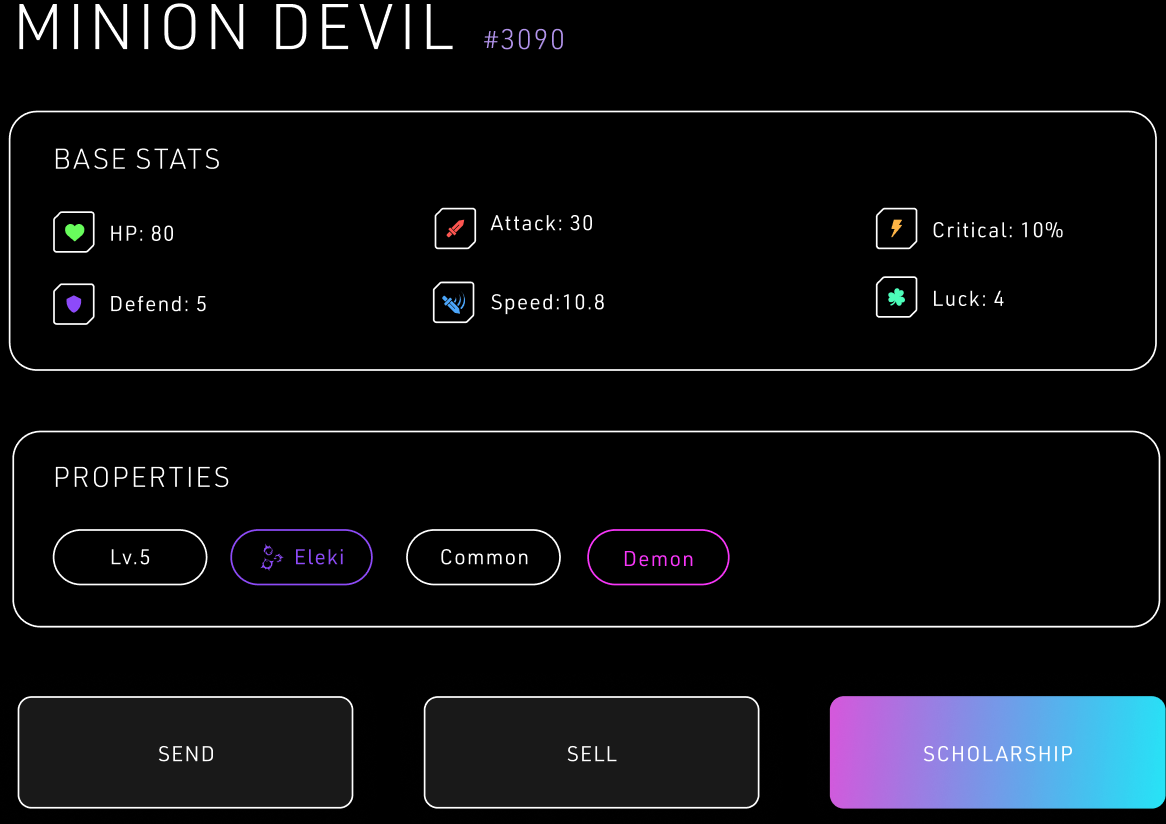 MINION DEVIL #3090
BASE STATS
HP: 80
Attack: 30
Critical: 10%
Defend: 5
Speed:10.8
Luck: 4
PROPERTIES
Lv.5
Eleki
Common
Demon
SEND
SELL
SCHOLARSHIP